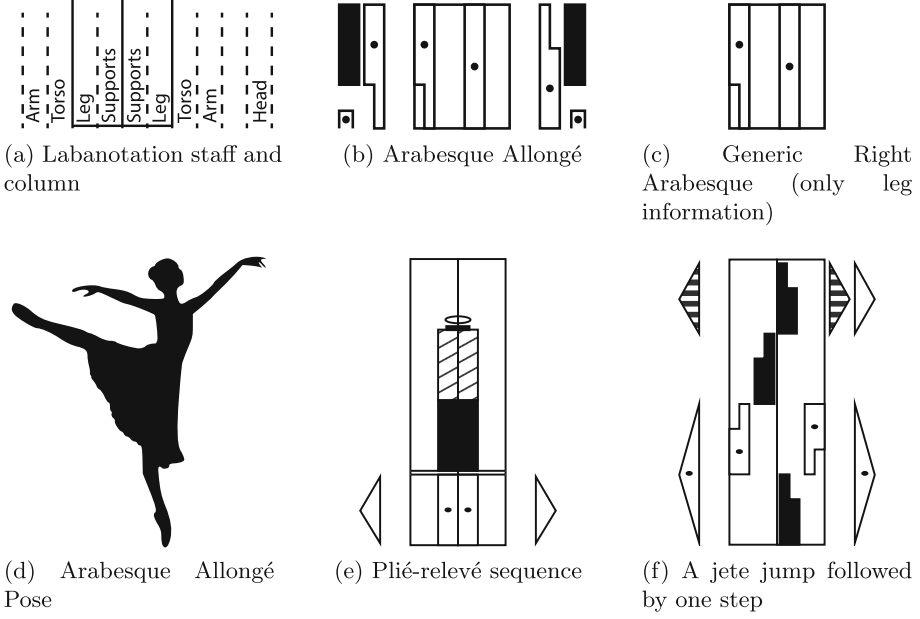 Arm
Torso
Leg
Supports
Supports
Leg
Torso
Arm
Head
(a) Labanotation staff and
column
(b) Arabesque Allongé
(c) Generic Right
Arabesque (only leg
information)
(d) Arabesque Allongé
Pose
(e) Plié-relevé sequence
(f) A jete jump followed
by one step